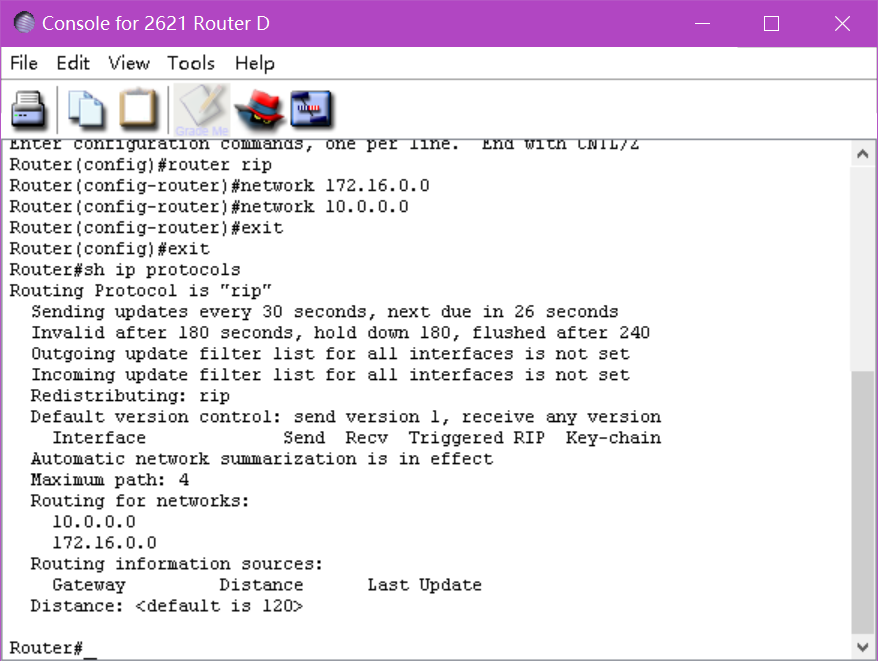 Console for 2621 Router D
File Edit View Tools Help
Grade Me
Enter configuration commands, one per line.  End with CNTL/Z
Router(config)#router rip
Router(config-router)#network 172.16.0.0
Router(config-router)#network 10.0.0.0
Router(config-router)#exit
Router(config)#exit
Router#sh ip protocols
Routing Protocol is "rip"
  Sending updates every 30 seconds, next due in 26 seconds
  Invalid after 180 seconds, hold down 180, flushed after 240
  Outgoing update filter list for all interfaces is not set
  Incoming update filter list for all interfaces is not set
  Redistributing: rip
  Default version control: send version 1, receive any version
    Interface             Send  Recv  Triggered RIP  Key-chain
  Automatic network summarization is in effect
  Maximum path: 4
  Routing for networks:
    10.0.0.0
    172.16.0.0
  Routing information sources:
    Gateway         Distance      Last Update
  Distance: <default is 120>
Router#_